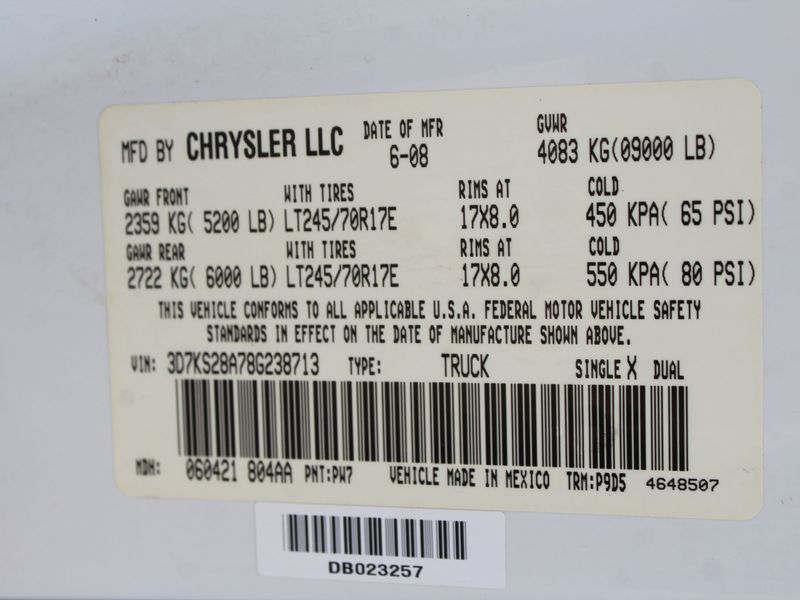 MFD BY CHRYSLER LLC DATE OF MFR GVWR
6-08 4083 KG(09000 LB)
GAWR FRONT WITH TIRES RIMS AT COLD
2359 KG( 5200 LB) LT245/70R17E 17X8.0 450 KPA( 65 PSI)
GAWR REAR WITH TIRES RIMS AT COLD
2722 KG( 6000 LB) LT245/70R17E 17X8.0 550 KPA( 80 PSI)
THIS VEHICLE CONFORMS TO ALL APPLICABLE U.S.A. FEDERAL MOTOR VEHICLE SAFETY
STANDARDS IN EFFECT ON THE DATE OF MANUFACTURE SHOWN ABOVE.
VIN: 3D7KS28A78G238713 TYPE: TRUCK SINGLE X DUAL
MDH: 060421 804AA PNT:PW7 VEHICLE MADE IN MEXICO TRM:P9D5 4648507
DB023257